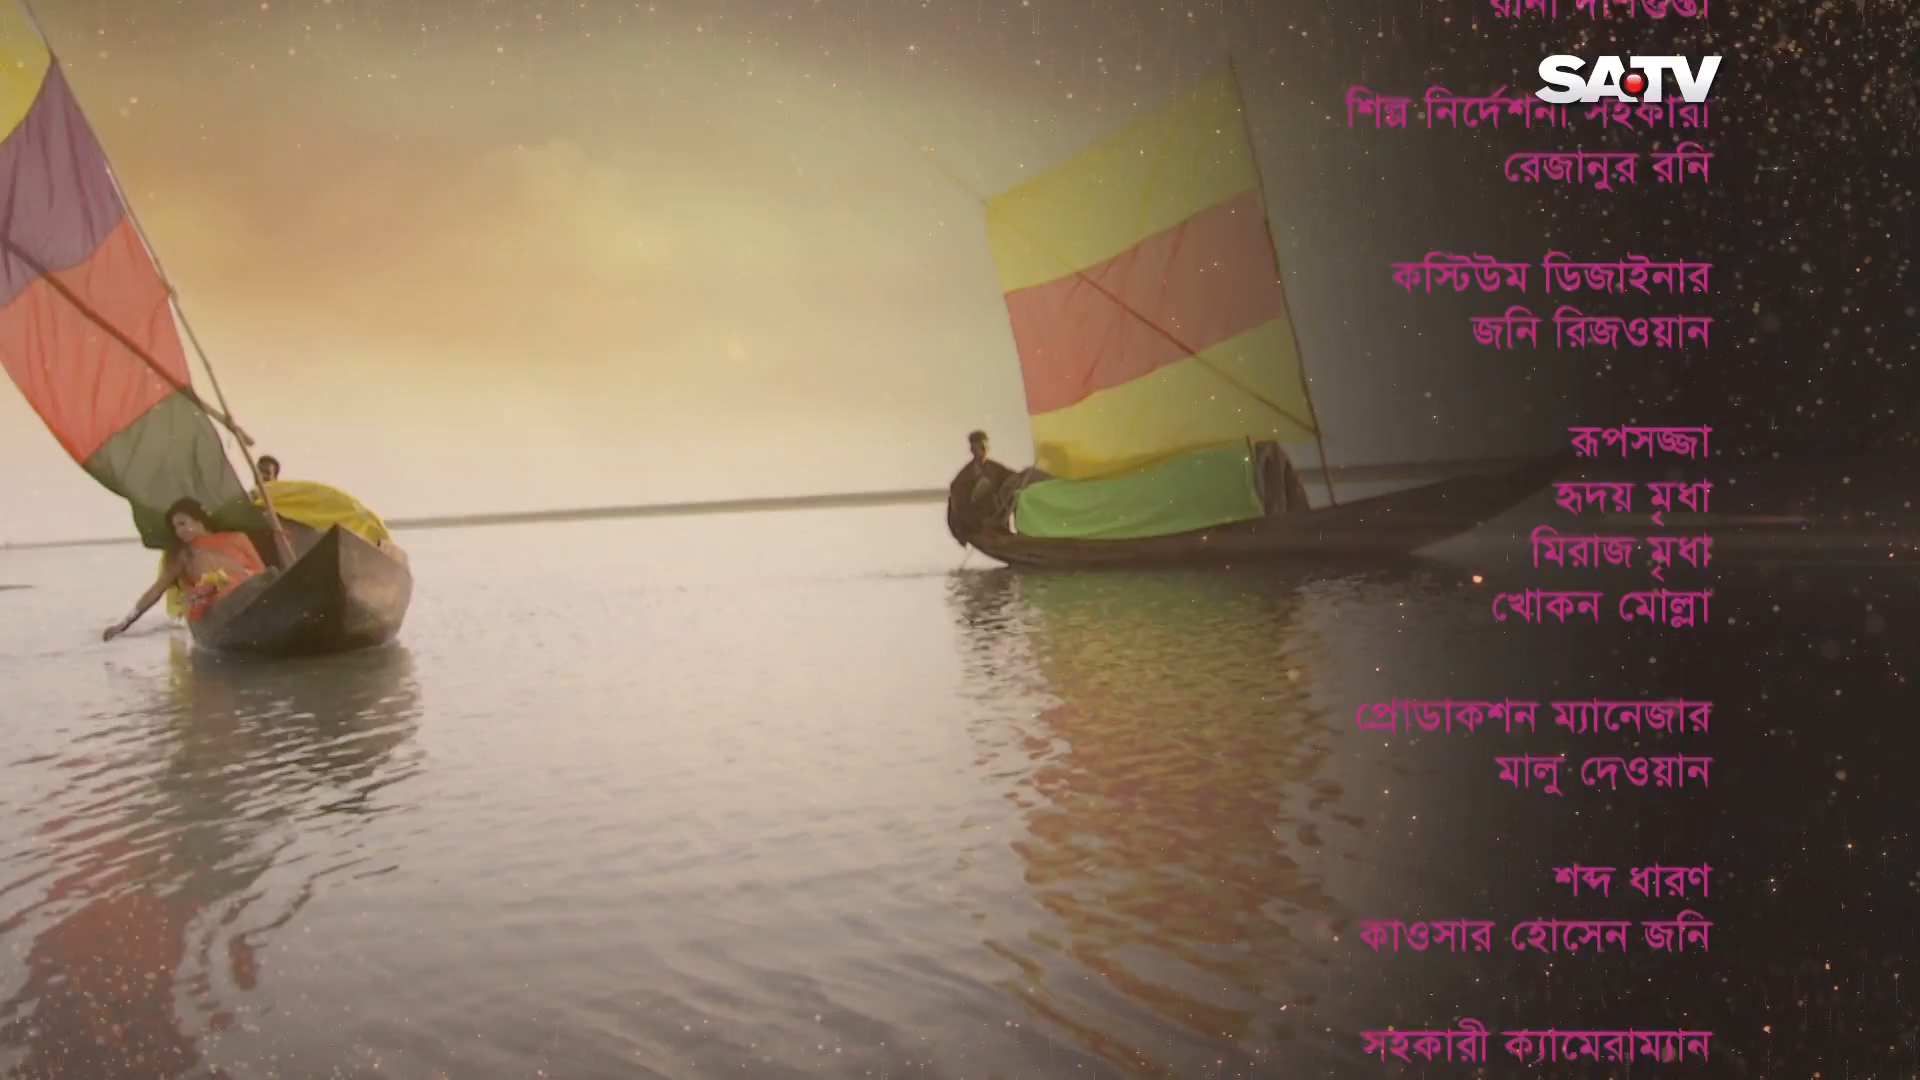 রানা দাশগুপ্তা
SATV
শিল্প নির্দেশনা সহকারী
রেজানুর রনি
কস্টিউম ডিজাইনার
জনি রিজওয়ান
রূপসজ্জা
হৃদয় মৃধা
মিরাজ মৃধা
খোকন মোল্লা
প্রোডাকশন ম্যানেজার
মালু দেওয়ান
শব্দ ধারণ
কাওসার হোসেন জনি
সহকারী ক্যামেরাম্যান